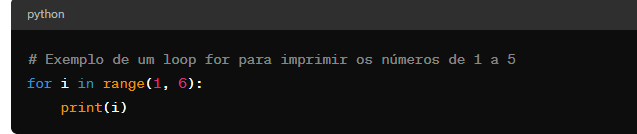 python
# Exemplo de um loop for para imprimir os números de 1 a 5
for i in range(1, 6):
    print(i)